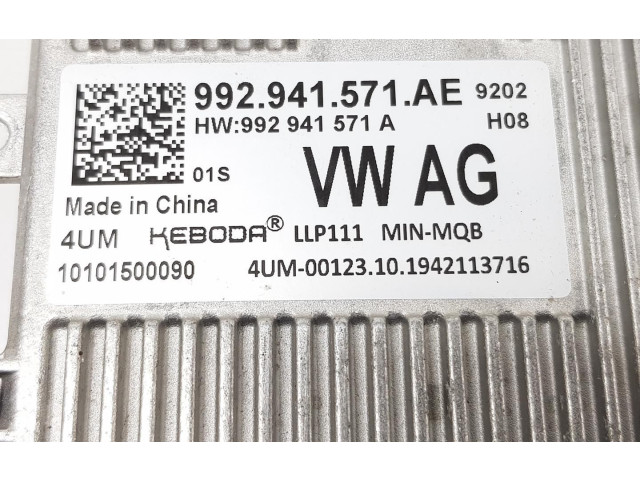 992.941.571.AE 9202
HW:992 941 571 A H08
01S VW AG
Made in China
4UM KEBODA® LLP111 MIN-MQB
10101500090 4UM-00123.10.1942113716